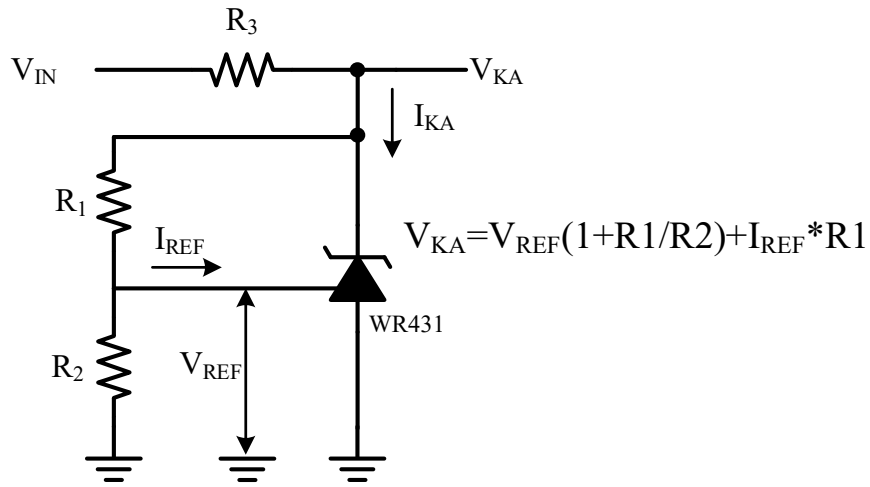 R3
VIN
VKA
IKA
R1
IREF
VKA=VREF(1+R1/R2)+IREF*R1
WR431
R2
VREF